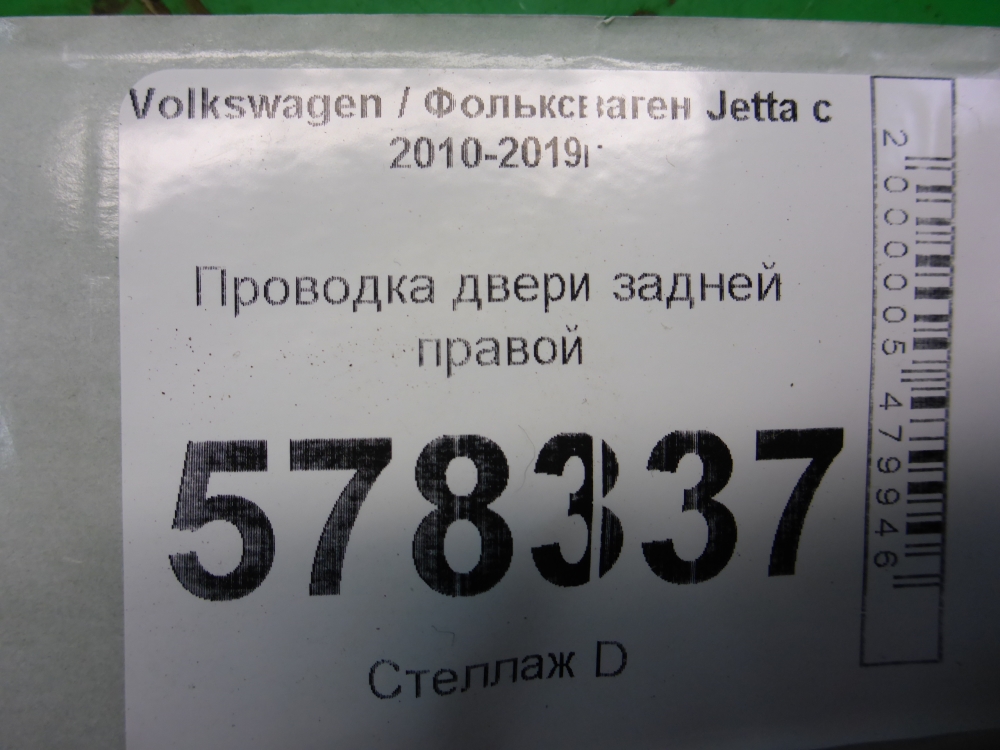 Volkswagen / Фольксваген Jetta с
2010-2019г
Проводка двери задней
правой
578337
Стеллаж D
2000005479946